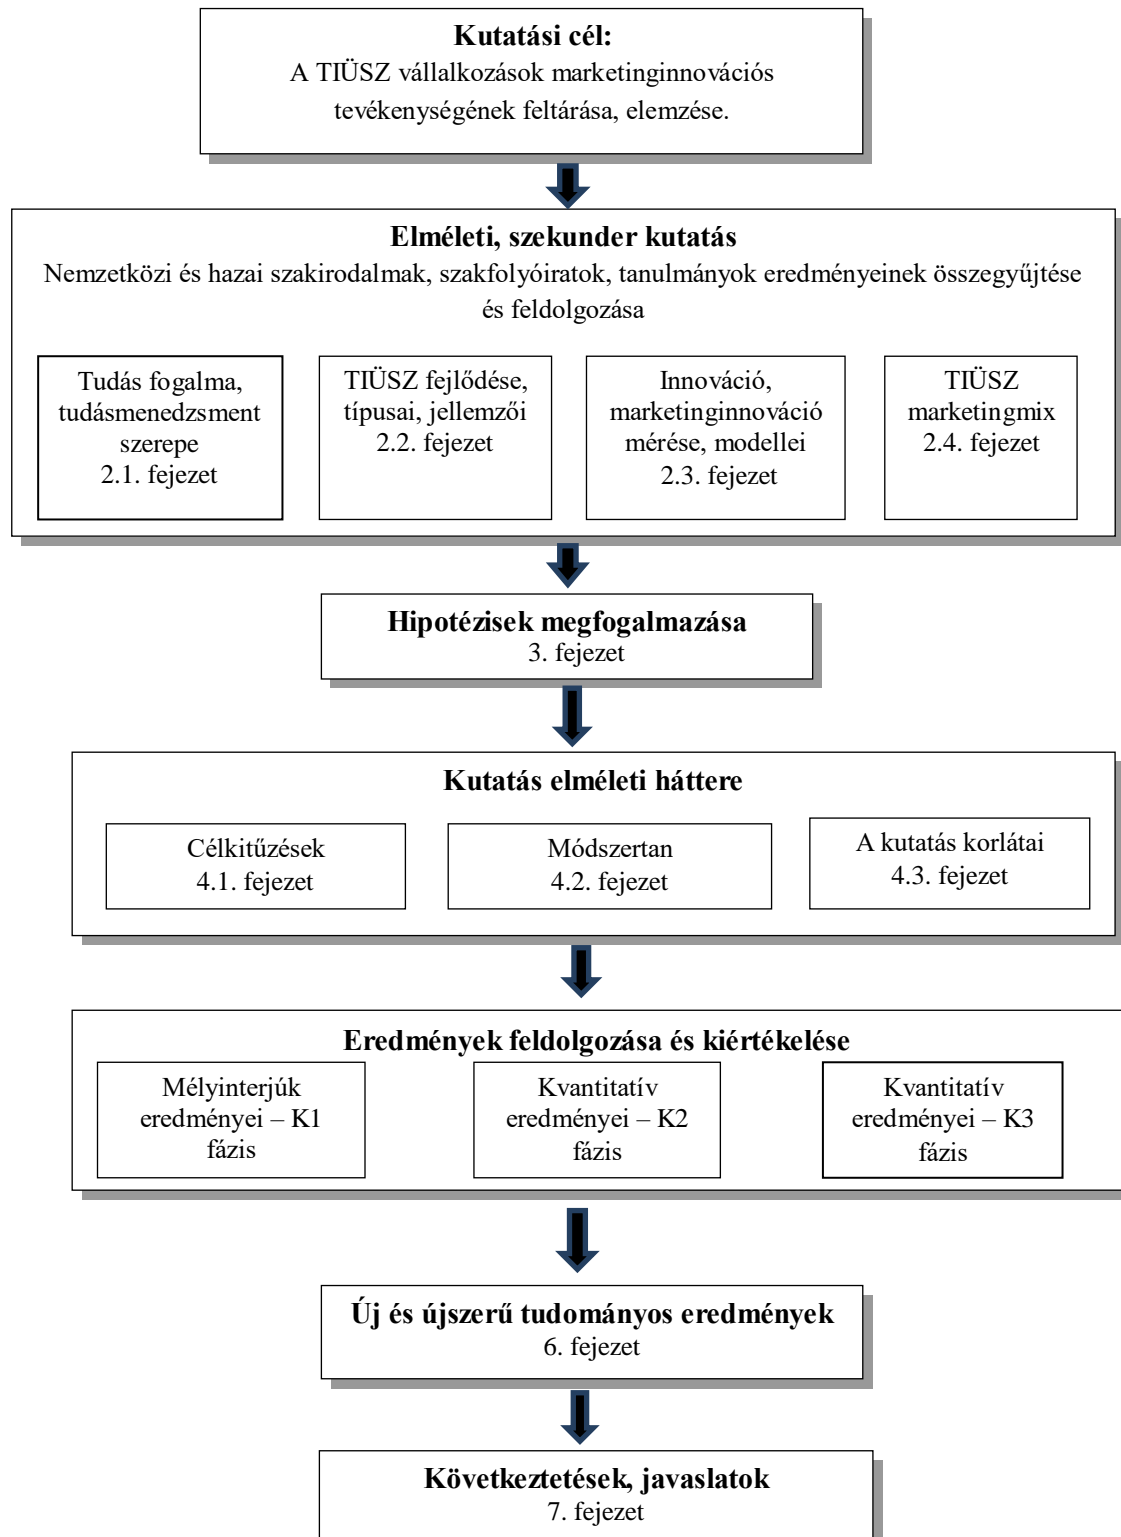 Kutatási cél:
A TIÜSZ vállalkozások marketinginnovációs
tevékenységének feltárása, elemzése.
Elméleti, szekunder kutatás
Nemzetközi és hazai szakirodalmak, szakfolyóiratok, tanulmányok eredményeinek összegyűjtése
és feldolgozása
Tudás fogalma,
tudásmenedzsment
szerepe
2.1. fejezet
TIÜSZ fejlődése,
típusai, jellemzői
2.2. fejezet
Innováció,
marketinginnováció
mérése, modellei
2.3. fejezet
TIÜSZ
marketingmix
2.4. fejezet
Hipotézisek megfogalmazása
3. fejezet
Kutatás elméleti háttere
Célkitűzések
4.1. fejezet
Módszertan
4.2. fejezet
A kutatás korlátai
4.3. fejezet
Eredmények feldolgozása és kiértékelése
Mélyinterjúk
eredményei – K1
fázis
Kvantitatív
eredményei – K2
fázis
Kvantitatív
eredményei – K3
fázis
Új és újszerű tudományos eredmények
6. fejezet
Következtetések, javaslatok
7. fejezet